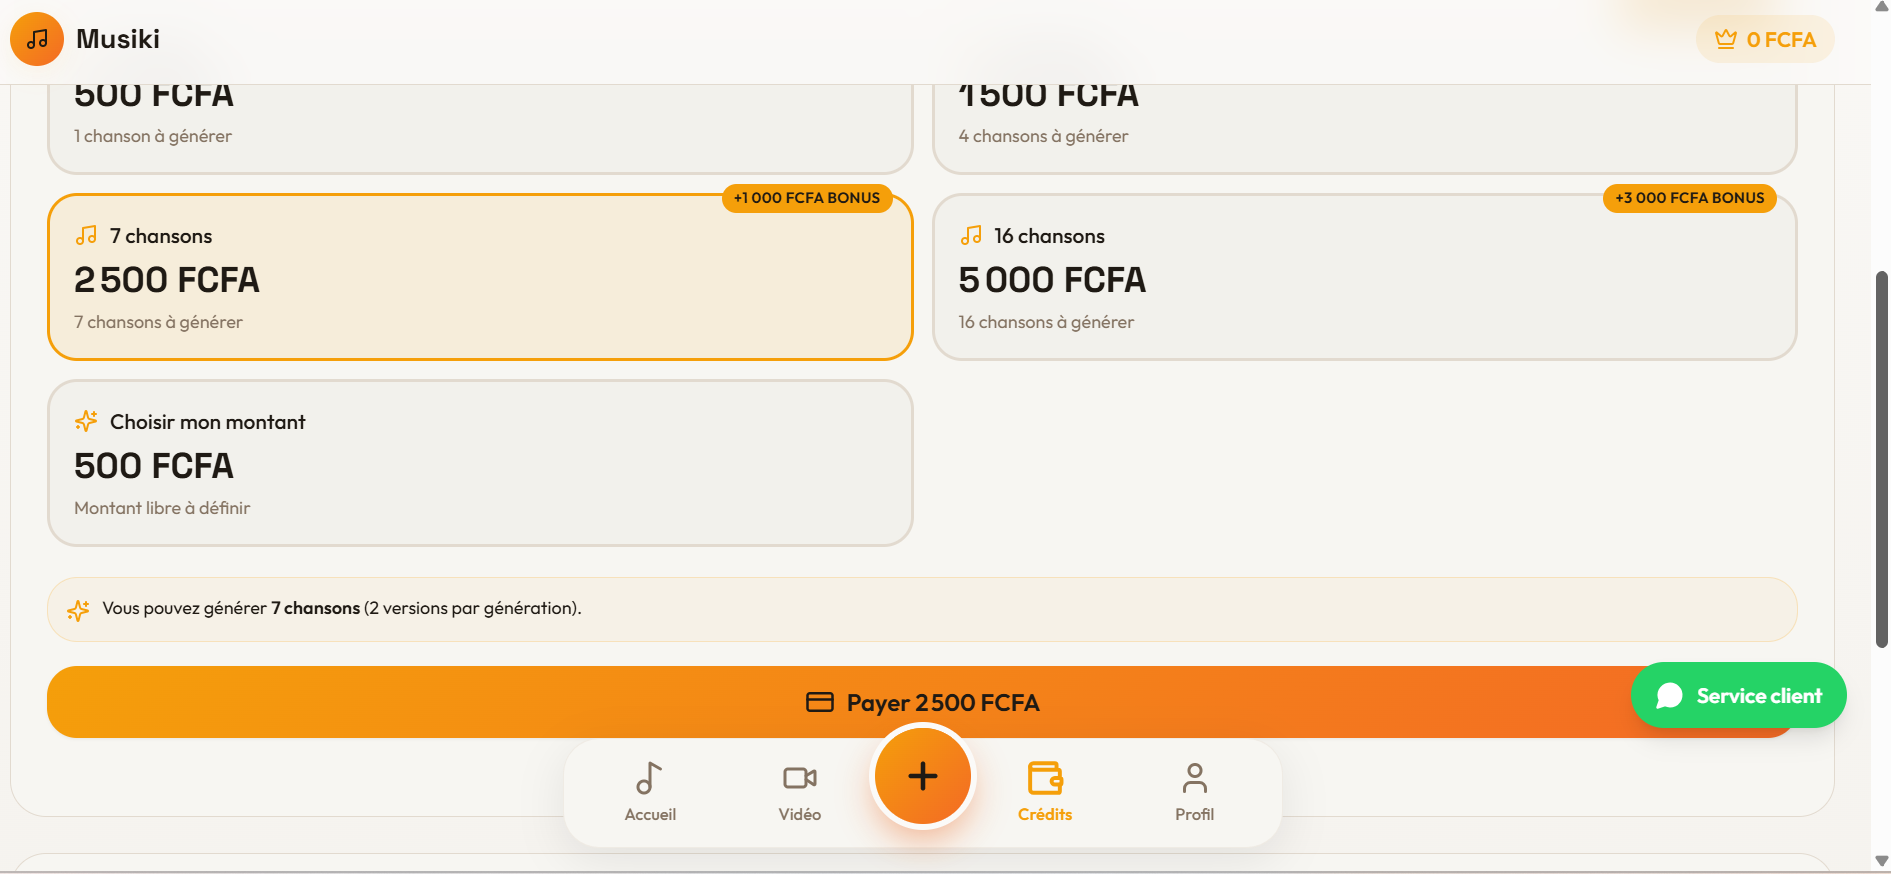 Musiki
0 FCFA
500 FCFA
1 chanson à générer
1 500 FCFA
4 chansons à générer
+1 000 FCFA BONUS
7 chansons
2 500 FCFA
7 chansons à générer
+3 000 FCFA BONUS
16 chansons
5 000 FCFA
16 chansons à générer
Choisir mon montant
500 FCFA
Montant libre à définir
Vous pouvez générer 7 chansons (2 versions par génération).
Payer 2 500 FCFA
Service client
Accueil
Vidéo
Crédits
Profil